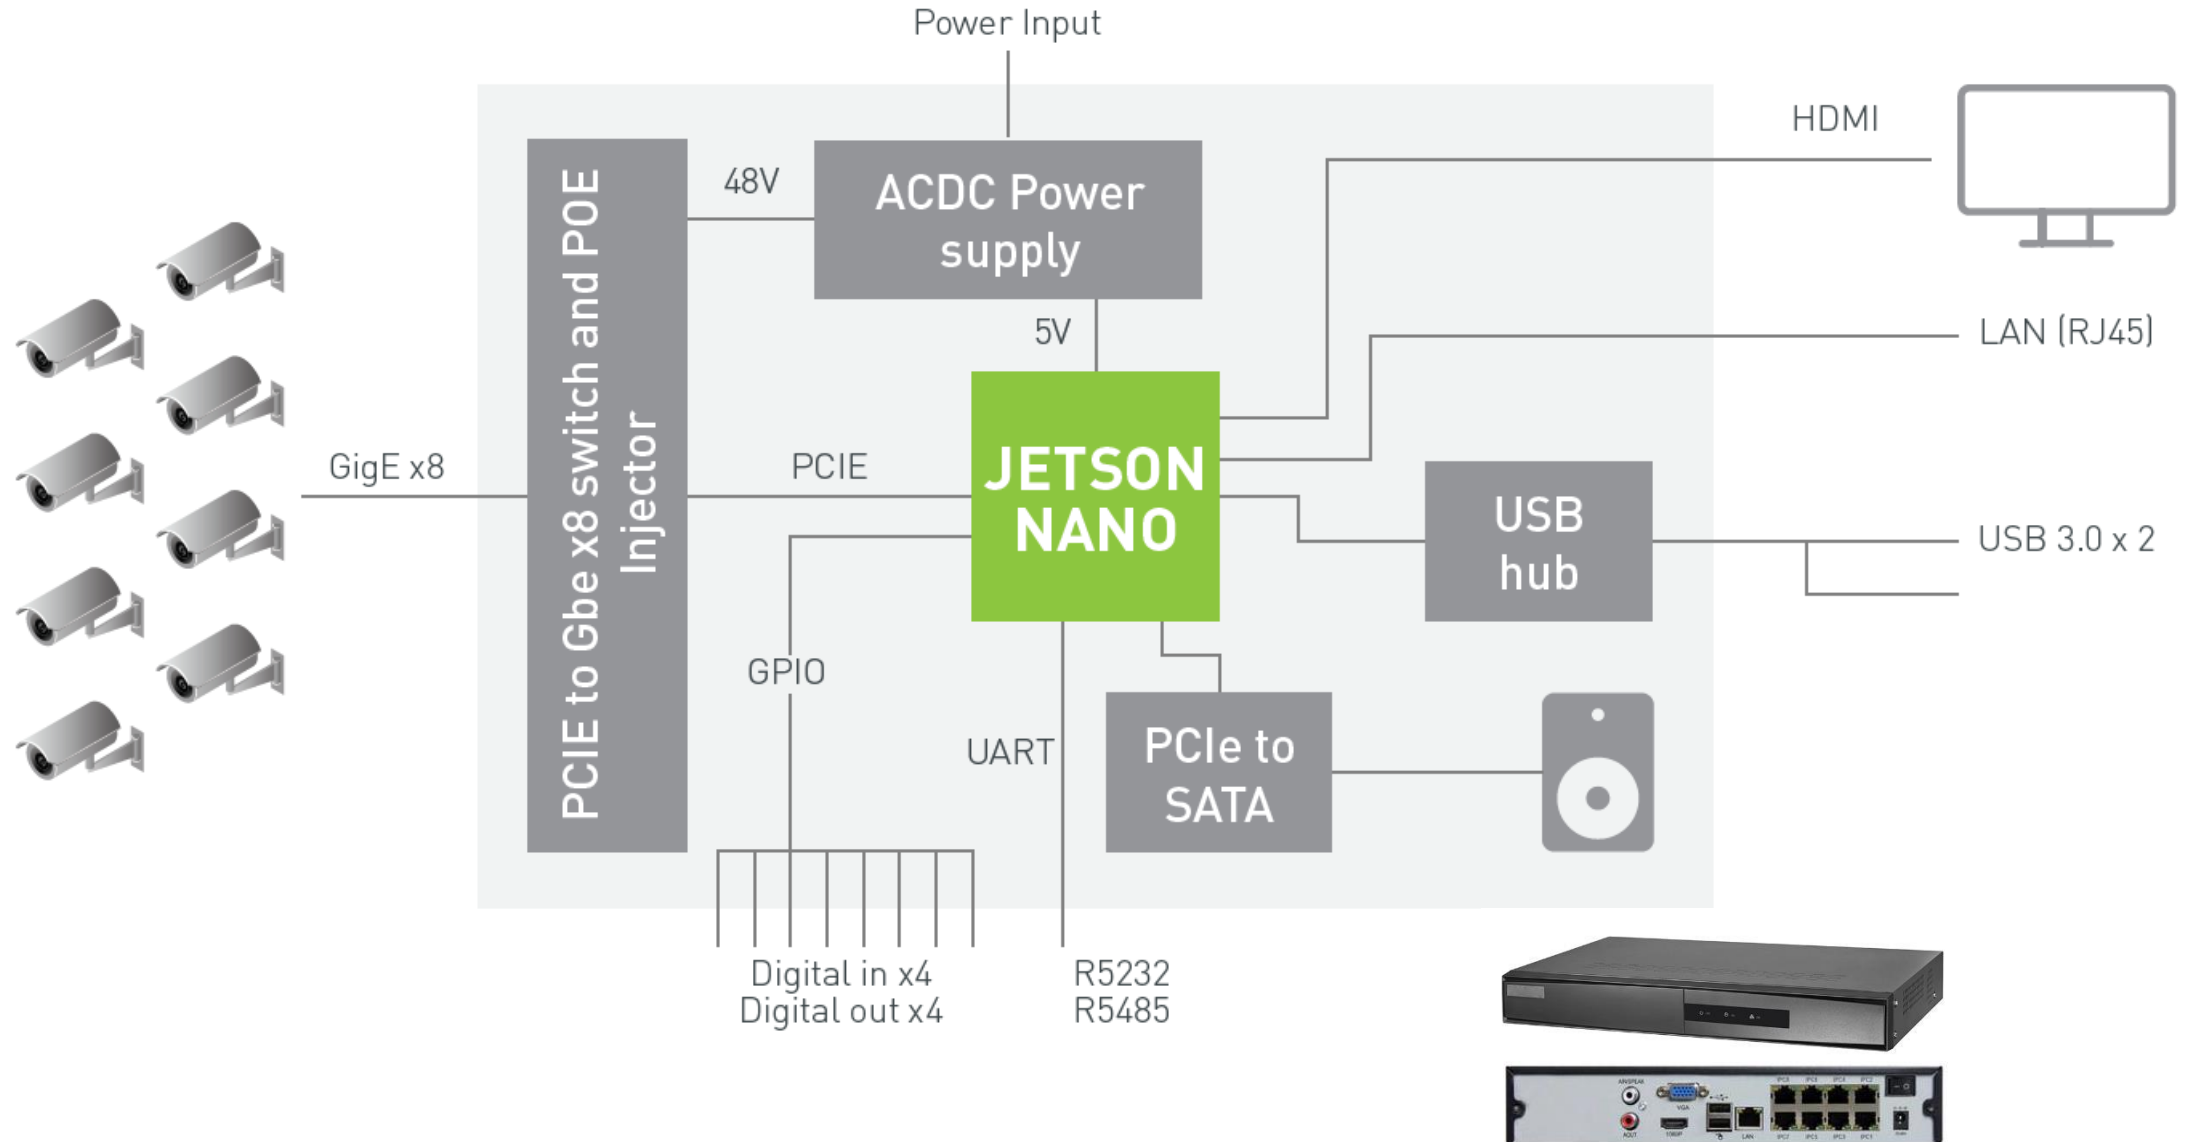 Power Input
HDMI
48V
ACDC Power
supply
PCIE to Gbe x8 switch and POE
Injector
5V
LAN (RJ45)
GigE x8
PCIE
JETSON
NANO
USB
hub
USB 3.0 x 2
GPIO
UART
PCIe to
SATA
Digital in x4
Digital out x4
R5232
R5485
VGA
LAN